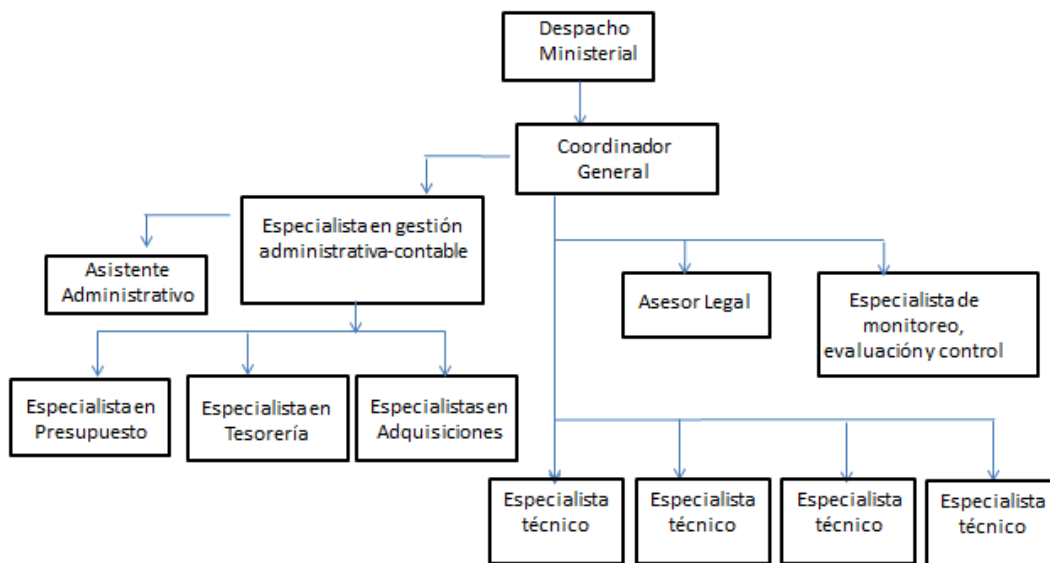 Despacho
Ministerial
Coordinador
General
Especialista en gestión
administrativa-contable
Asistente
Administrativo
Asesor Legal
Especialista de
monitoreo,
evaluación y control
Especialista en
Presupuesto
Especialista en
Tesorería
Especialistas en
Adquisiciones
Especialista
técnico
Especialista
técnico
Especialista
técnico
Especialista
técnico